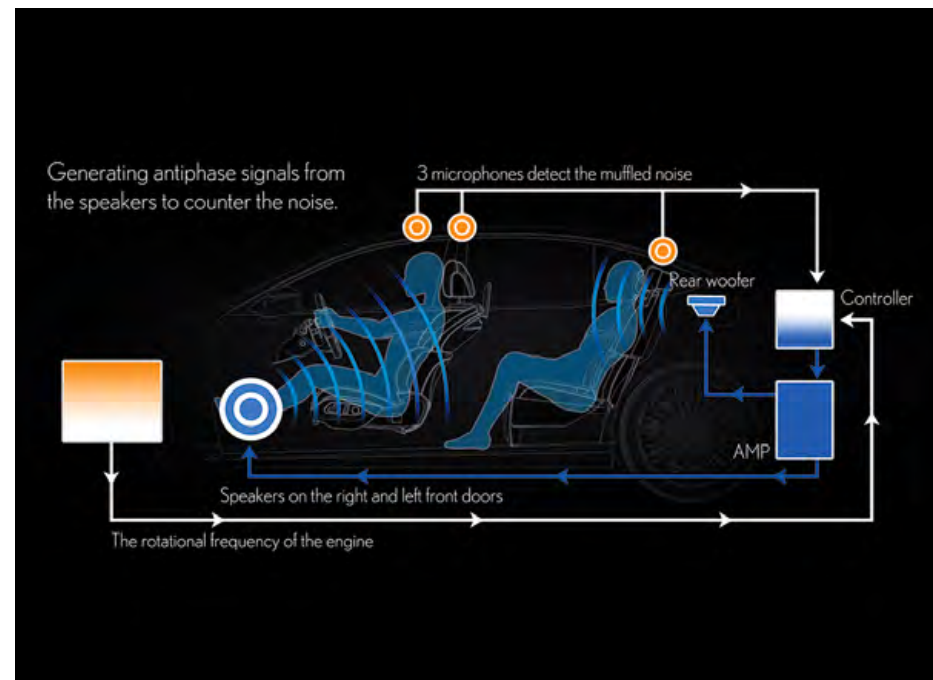 Generating antiphase signals from
the speakers to counter the noise.
3 microphones detect the muffled noise
Rear woofer
Controller
AMP
Speakers on the right and left front doors
The rotational frequency of the engine